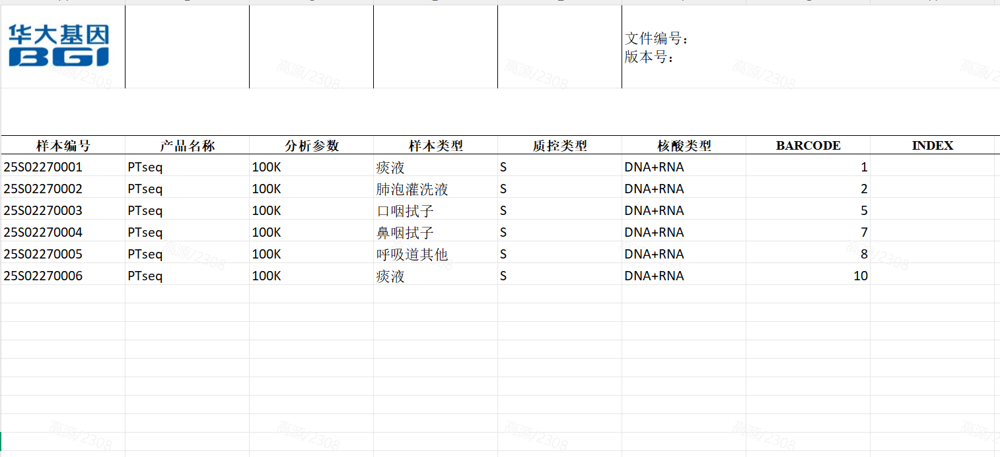 华大基因
BGI
文件编号：
版本号：
样本编号 产品名称 分析参数 样本类型 质控类型 核酸类型 BARCODE INDEX
25S02270001 PTseq 100K 痰液 S DNA+RNA 1
25S02270002 PTseq 100K 肺泡灌洗液 S DNA+RNA 2
25S02270003 PTseq 100K 口咽拭子 S DNA+RNA 5
25S02270004 PTseq 100K 鼻咽拭子 S DNA+RNA 7
25S02270005 PTseq 100K 呼吸道其他 S DNA+RNA 8
25S02270006 PTseq 100K 痰液 S DNA+RNA 10
高源/2308